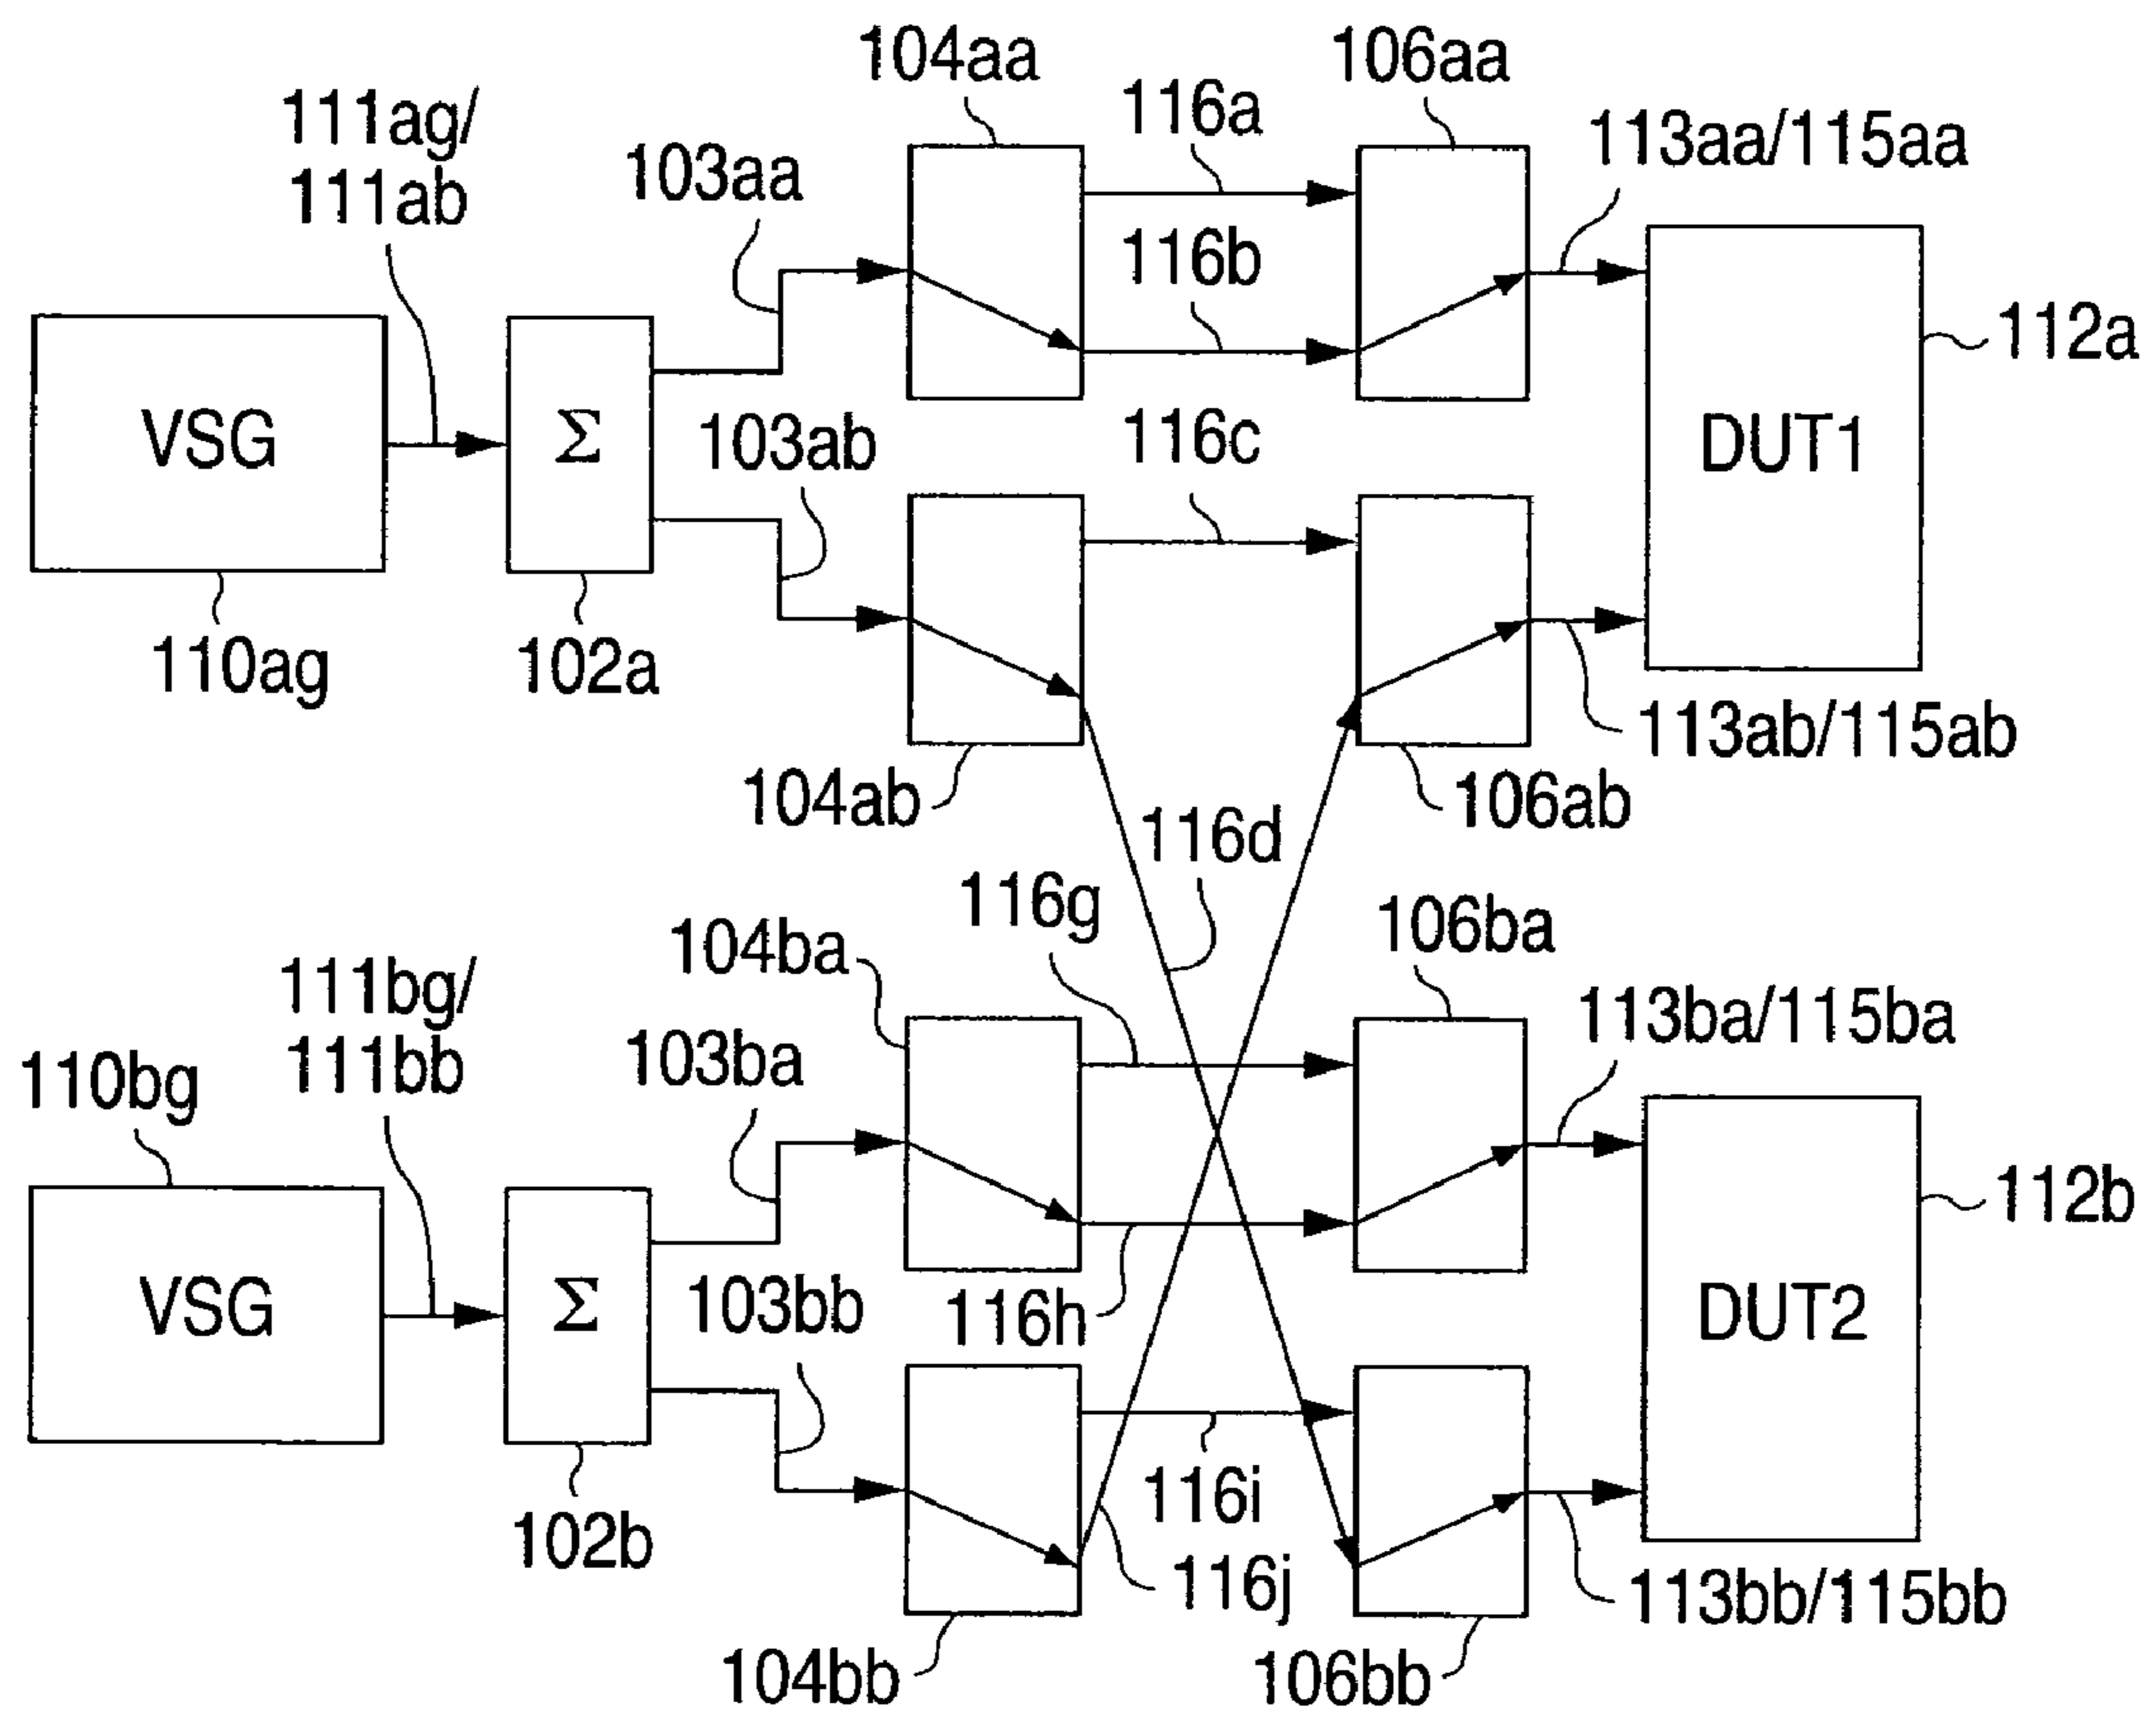 104aa
106aa
111ag/
111ab
103aa
116a
113aa/115aa
116b
112a
VSG
Σ
103ab
116c
DUT1
110ag
102a
104ab
113ab/115ab
106ab
116d
116g
106ba
104ba
111bg/
111bb
110bg
103ba
113ba/115ba
112b
VSG
Σ
103bb
116h
DUT2
102b
116i
116j
113bb/115bb
104bb
106bb